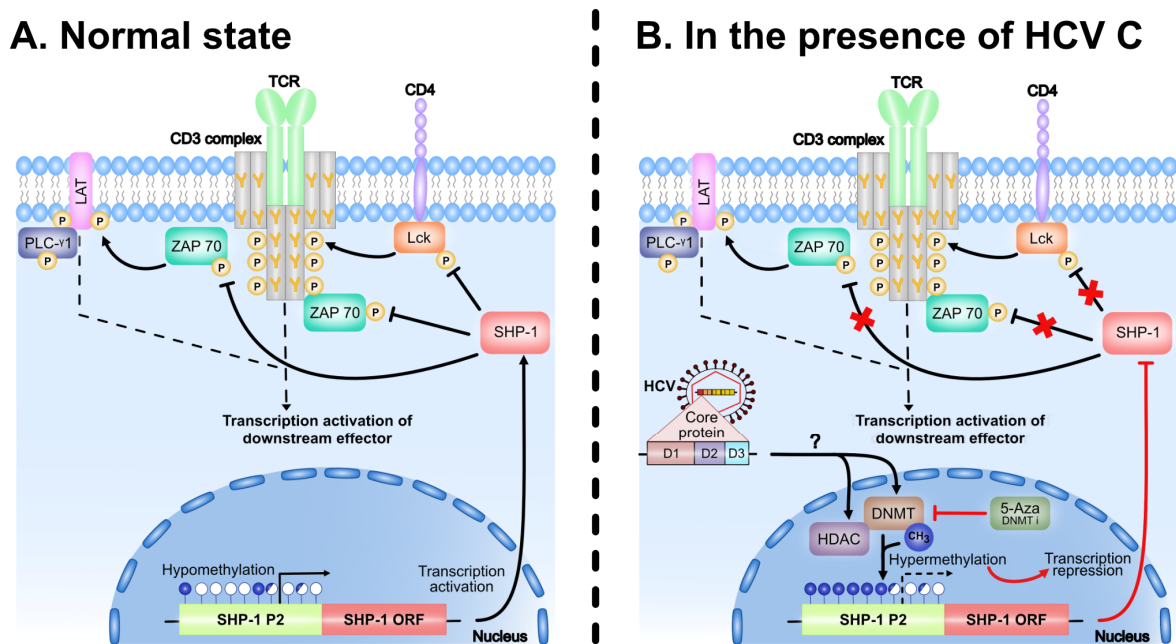 A. Normal state
TCR
CD4
CD3 complex
LAT
Y Y Y Y
Y Y Y Y
Y Y
Y Y
Y Y
P
P
PLC-γ1
P
ZAP 70
P
P
P
P
P
P
P
Lck
P
ZAP 70
P
SHP-1
Transcription activation of
downstream effector
Hypomethylation
Transcription
activation
SHP-1 P2
SHP-1 ORF
Nucleus
B. In the presence of HCV C
TCR
CD4
CD3 complex
LAT
Y Y Y Y
Y Y Y Y
Y Y
Y Y
Y Y
P
P
PLC-γ1
P
ZAP 70
P
P
P
P
P
P
P
Lck
P
ZAP 70
P
SHP-1
HCV
Core
protein
D1 D2 D3
?
Transcription activation of
downstream effector
DNMT
HDAC
CH3
5-Aza
DNMT i
Hypermethylation
Transcription
repression
SHP-1 P2
SHP-1 ORF
Nucleus